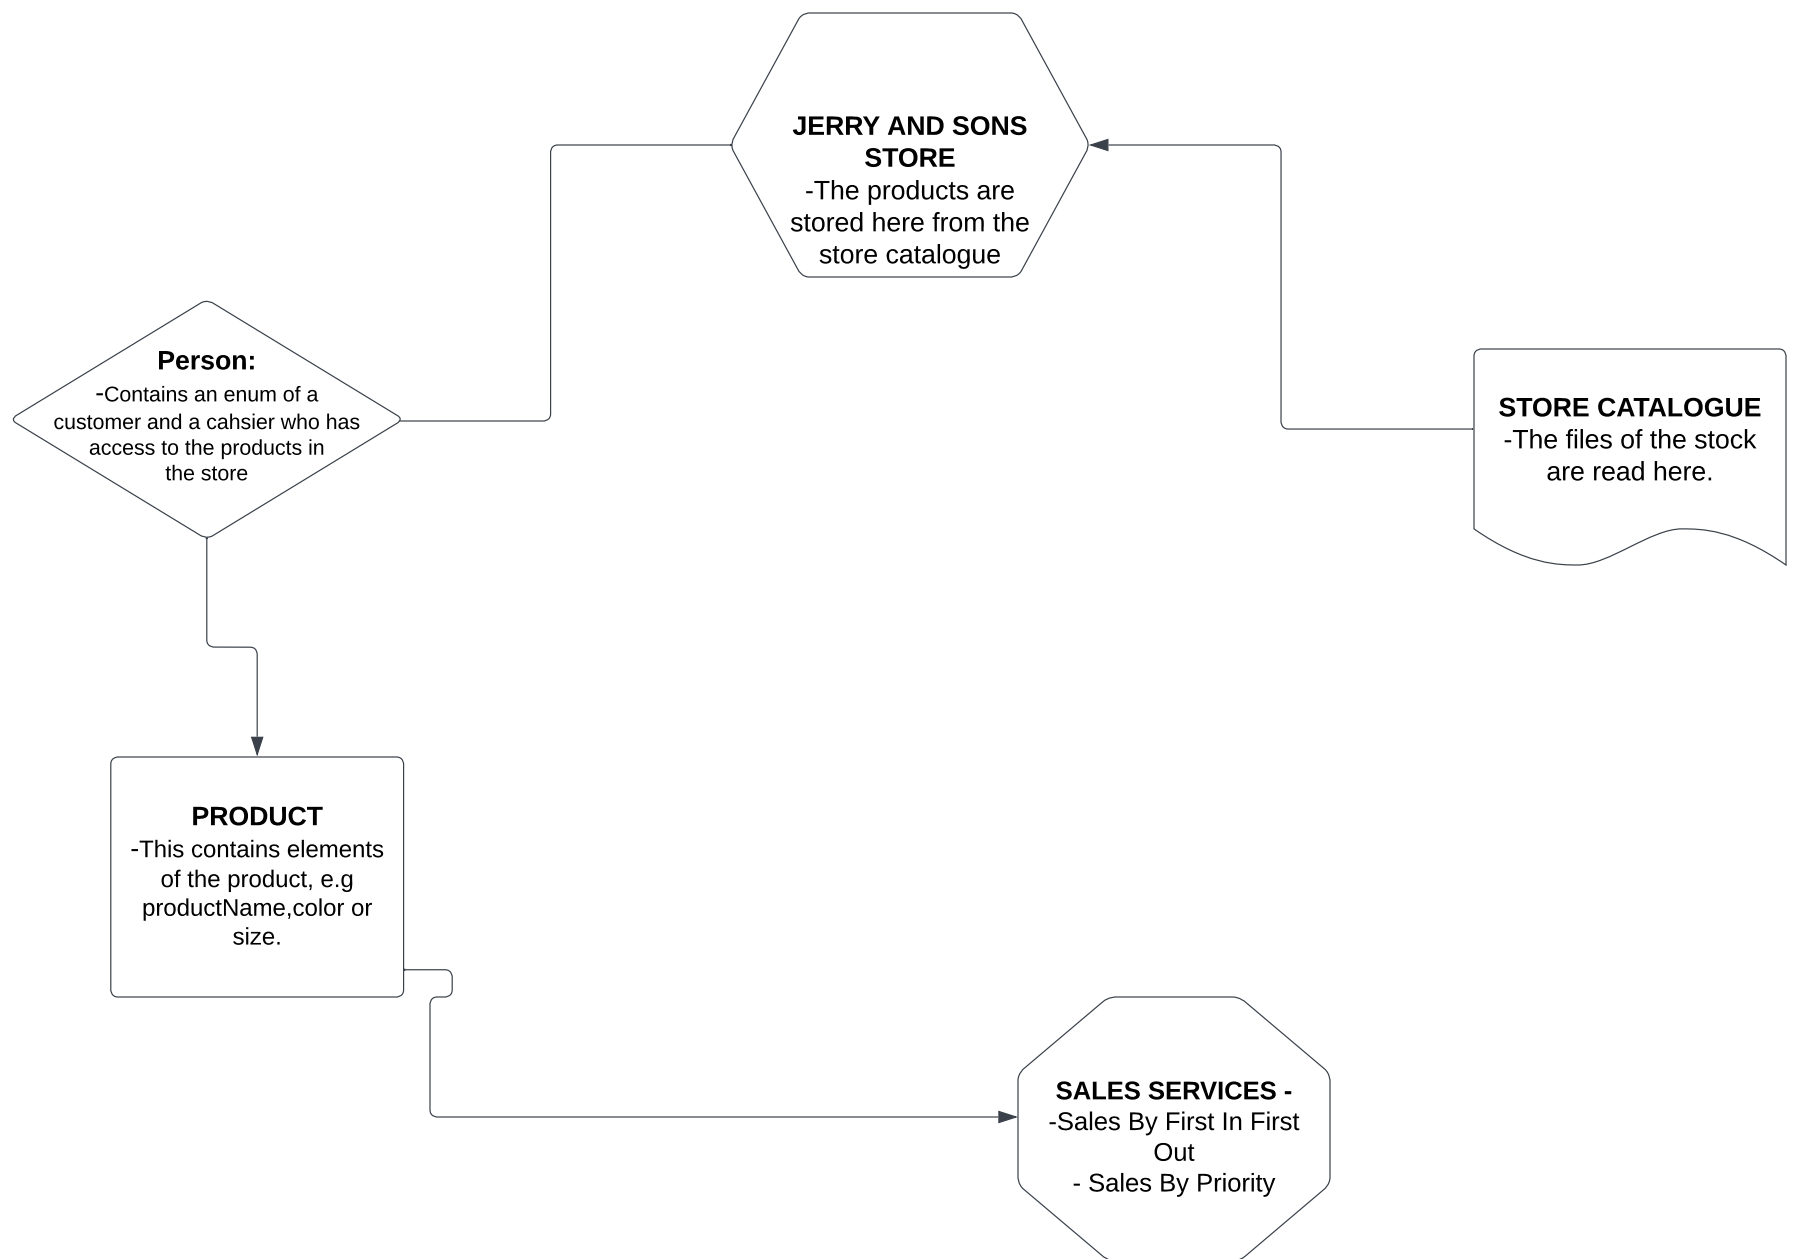 JERRY AND SONS
STORE
-The products are
stored here from the
store catalogue
Person:
-Contains an enum of a
customer and a cahsier who has
access to the products in
the store
STORE CATALOGUE
-The files of the stock
are read here.
PRODUCT
-This contains elements
of the product, e.g
productName,color or
size.
SALES SERVICES -
-Sales By First In First
Out
- Sales By Priority